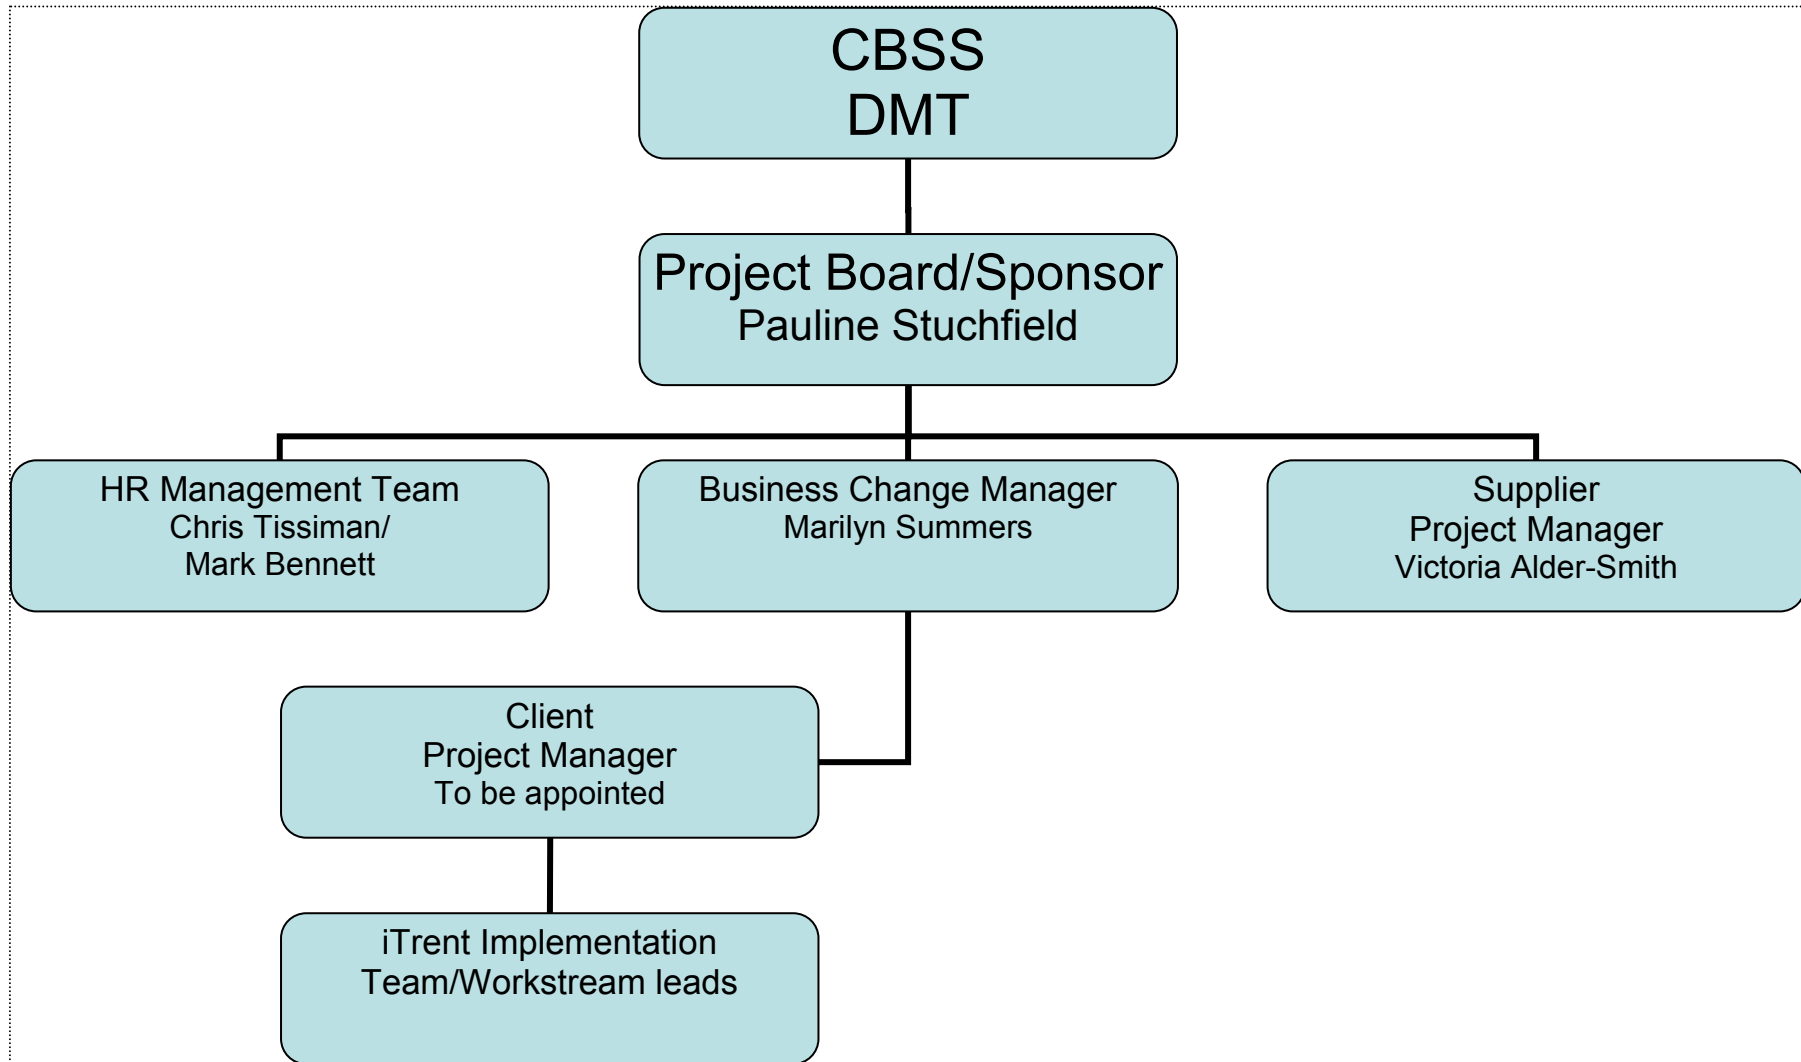 CBSS
DMT
Project Board/Sponsor
Pauline Stuchfield
HR Management Team
Chris Tissiman/
Mark Bennett
Business Change Manager
Marilyn Summers
Supplier
Project Manager
Victoria Alder-Smith
Client
Project Manager
To be appointed
iTrent Implementation
Team/Workstream leads